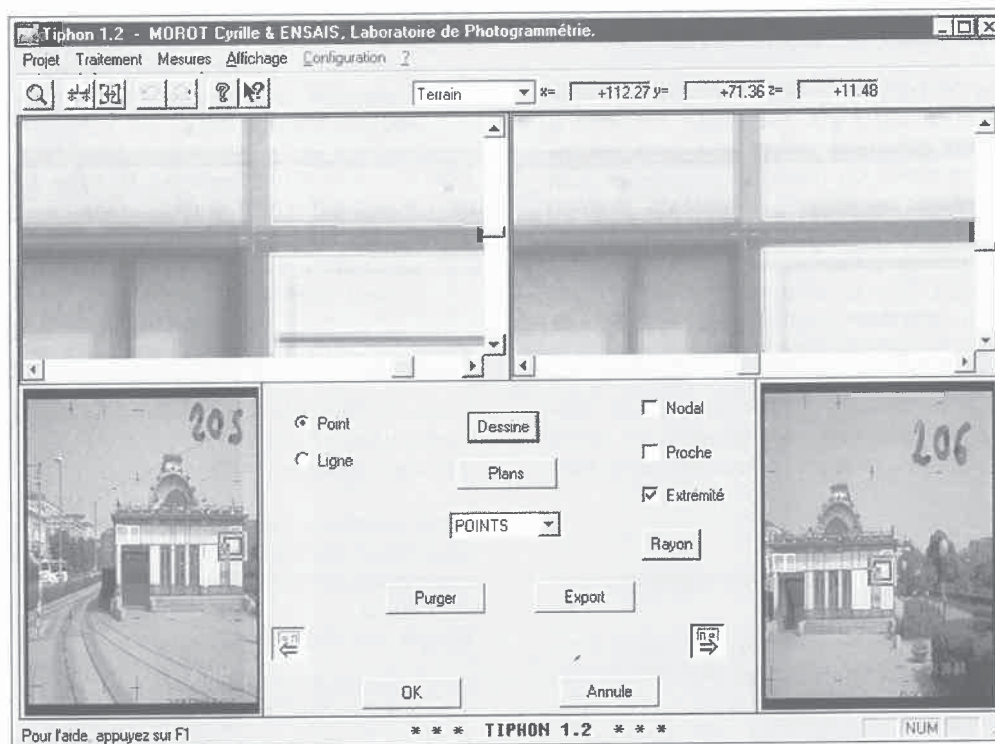 Tiphon 1.2 - MOROT Cyrille & ENSAIS, Laboratoire de Photogrammétrie.
Projet Traitement Mesures Affichage Configuration ?
Terrain x= +112.27 y= +71.36 z= +11.48
205
206
Point
Ligne
Dessine
Plans
POINTS
Nodal
Proche
Extrémité
Rayon
Purger Export
OK Annule
Pour l'aide, appuyez sur F1 * * * TIPHON 1.2 * * * NUM